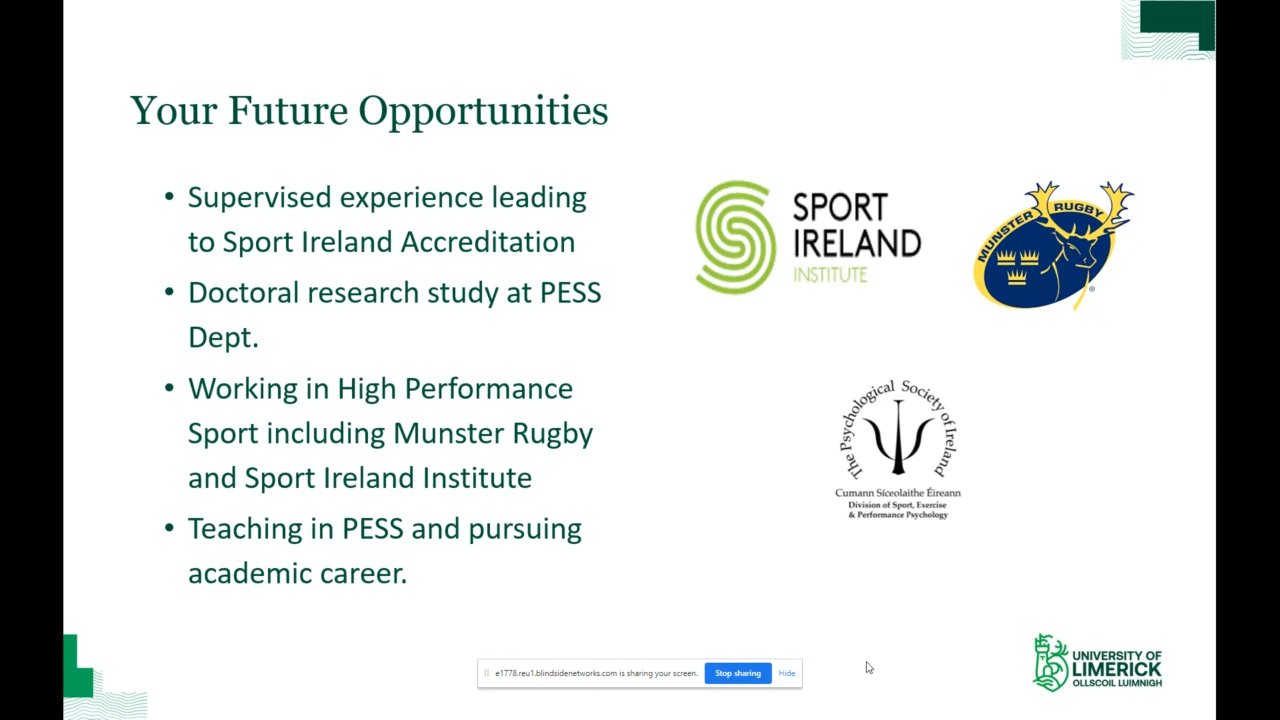 Your Future Opportunities
• Supervised experience leading
to Sport Ireland Accreditation
• Doctoral research study at PESS
Dept.
• Working in High Performance
Sport including Munster Rugby
and Sport Ireland Institute
• Teaching in PESS and pursuing
academic career.
SPORT
IRELAND
INSTITUTE
MUNSTER RUGBY
®
The Psychological Society of Ireland
Cumann Síceolaithe Éireann
Division of Sport, Exercise
& Performance Psychology
e1778.reu1.blindsidenetworks.com is sharing your screen. Stop sharing Hide
UNIVERSITY OF
LIMERICK
OLLSCOIL LUIMNIGH